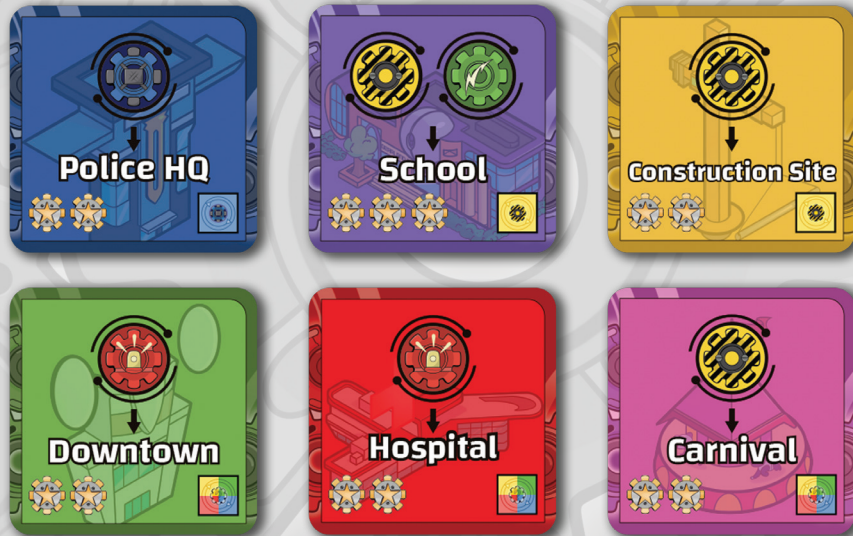 Police HQ
School
Construction Site
Downtown
Hospital
Carnival